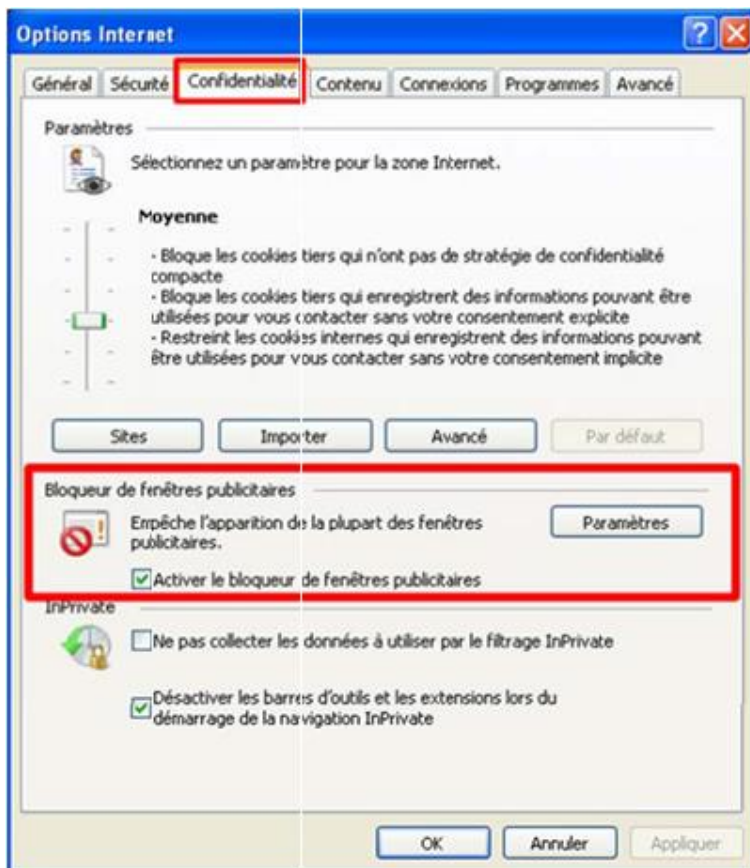 Options Internet
Général Sécurité Confidentialité Contenu Connexions Programmes Avancé
Paramètres
Sélectionnez un paramètre pour la zone Internet.
Moyenne
- Bloque les cookies tiers qui n'ont pas de stratégie de confidentialité
compacte
- Bloque les cookies tiers qui enregistrent des informations pouvant être
utilisées pour vous contacter sans votre consentement explicite
- Restreint les cookies internes qui enregistrent des informations pouvant
être utilisées pour vous contacter sans votre consentement implicite
Sites Importer Avancé Par défaut
Bloqueur de fenêtres publicitaires
Empêche l'apparition de la plupart des fenêtres
publicitaires.
Paramètres
Activer le bloqueur de fenêtres publicitaires
InPrivate
Ne pas collecter les données à utiliser par le filtrage InPrivate
Désactiver les barres d'outils et les extensions lors du
démarrage de la navigation InPrivate
OK Annuler Appliquer